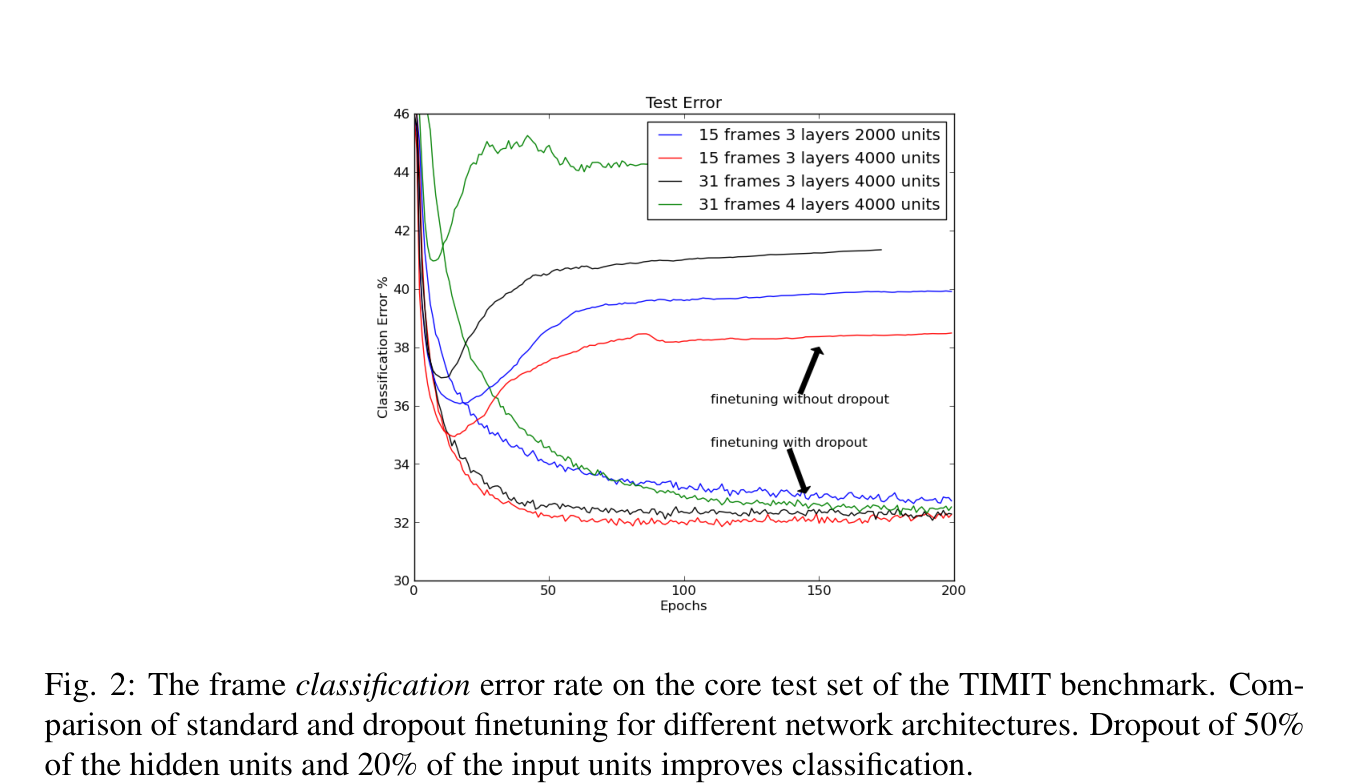 Test Error
46
44
42
40
38
36
34
32
30
Classification Error %
15 frames 3 layers 2000 units
15 frames 3 layers 4000 units
31 frames 3 layers 4000 units
31 frames 4 layers 4000 units
finetuning without dropout
finetuning with dropout
0 50 100 150 200
Epochs
Fig. 2: The frame classification error rate on the core test set of the TIMIT benchmark. Com-
parison of standard and dropout finetuning for different network architectures. Dropout of 50%
of the hidden units and 20% of the input units improves classification.